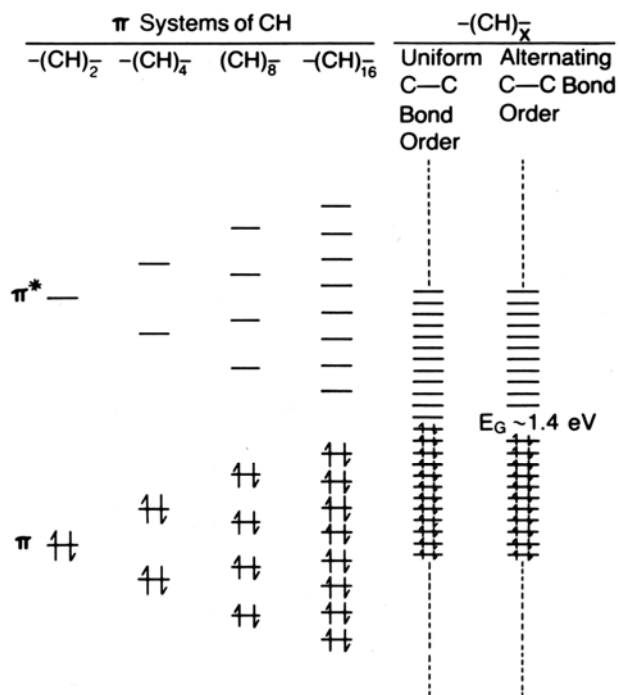 π Systems of CH
-(CH)₂-
-(CH)₄-
(CH)₈-
-(CH)₁₆-
-(CH)ₓ-
Uniform
C—C
Bond
Order
Alternating
C—C Bond
Order
π*
E_G ~1.4 eV
π